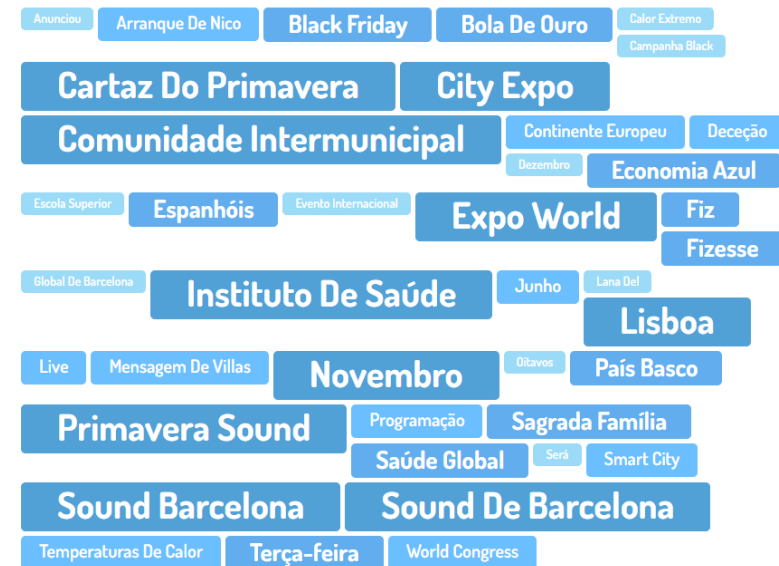 Anunciou Arranque De Nico Black Friday Bola De Ouro Calor Extremo
Campanha Black
Cartaz Do Primavera City Expo
Comunidade Intermunicipal Continente Europeu Deceção
Dezembro Economia Azul
Escola Superior Espanhóis Evento Internacional Expo World Fiz
Fizesse
Global De Barcelona Instituto De Saúde Junho Lana Del
Lisboa
Live Mensagem De Villas Novembro Oitavos País Basco
Primavera Sound Programação Sagrada Família
Saúde Global Será Smart City
Sound Barcelona Sound De Barcelona
Temperaturas De Calor Terça-feira World Congress